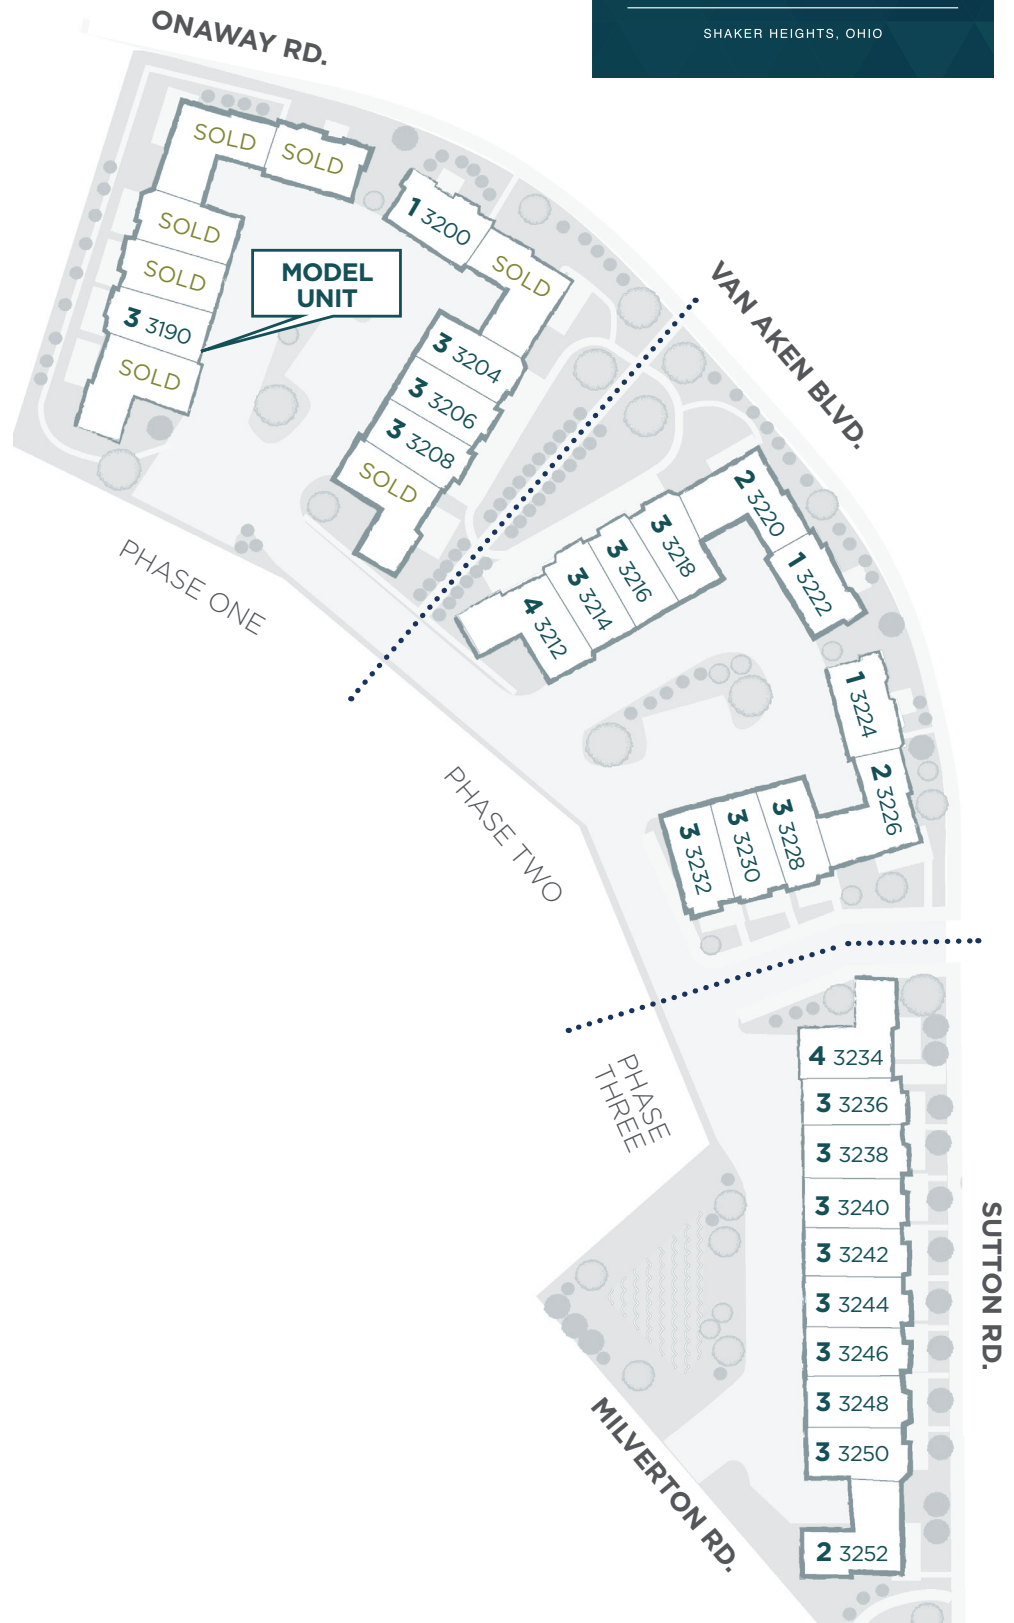 SHAKER HEIGHTS, OHIO
ONAWAY RD.
SOLD
SOLD
SOLD
SOLD
3 3190
SOLD
MODEL
UNIT
1 3200
SOLD
3 3204
3 3206
3 3208
SOLD
VAN AKEN BLVD.
PHASE ONE
2 3220
1 3222
3 3218
3 3216
3 3214
4 3212
1 3224
2 3226
3 3228
3 3230
3 3232
PHASE TWO
PHASE
THREE
4 3234
3 3236
3 3238
3 3240
3 3242
3 3244
3 3246
3 3248
3 3250
2 3252
SUTTON RD.
MILVERTON RD.